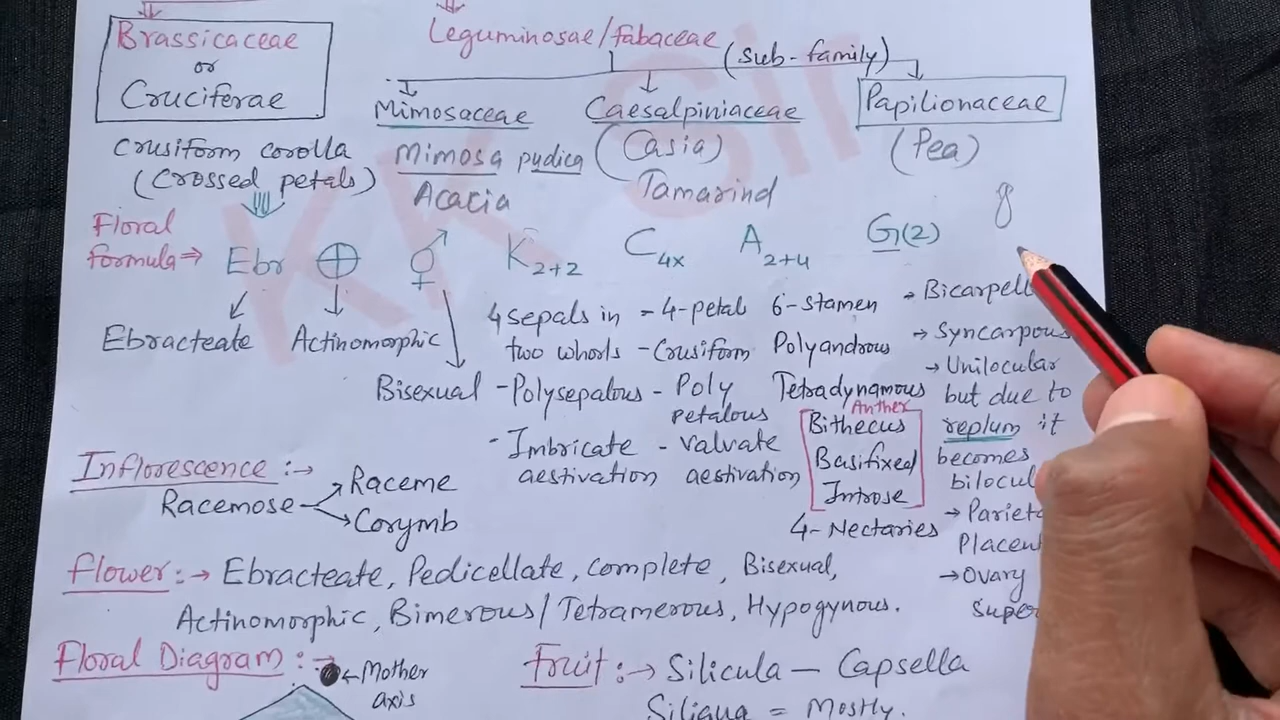 Brassicaceae
or
Cruciferae
Crusiform corolla
(Crossed petals)
Leguminosae/fabaceae
(Sub-family)
Mimosaceae
Mimosa pudica
Acacia
Caesalpiniaceae
(Casia)
Tamarind
Papilionaceae
(Pea)
KK Sir
Floral
formula⇒ Ebr ⊕ ⚥ K2+2 C4x A2+4 G(2)
Ebracteate
Actinomorphic
Bisexual
4 sepals in
two whorls
-Polysepalous
-Imbricate
aestivation
= 4-petal
-Crusiform
-Poly
petalous
-Valvate
aestivation
6-stamen
Polyandrous
Tetradynamous
Anther
Bithecus
Basifixed
Introse
4-Nectaries
→ Syncarpous
→ Unilocular
but due to
replum it
becomes
→Ovary
Inflorescence :→
Racemose
Raceme
Corymb
Flower :→ Ebracteate, Pedicellate, Complete, Bisexual,
Actinomorphic, Bimerous/Tetramerous, Hypogynous.
Floral Diagram :→
←Mother
axis
Fruit :→ Silicula — Capsella
Siliqua = Mostly.